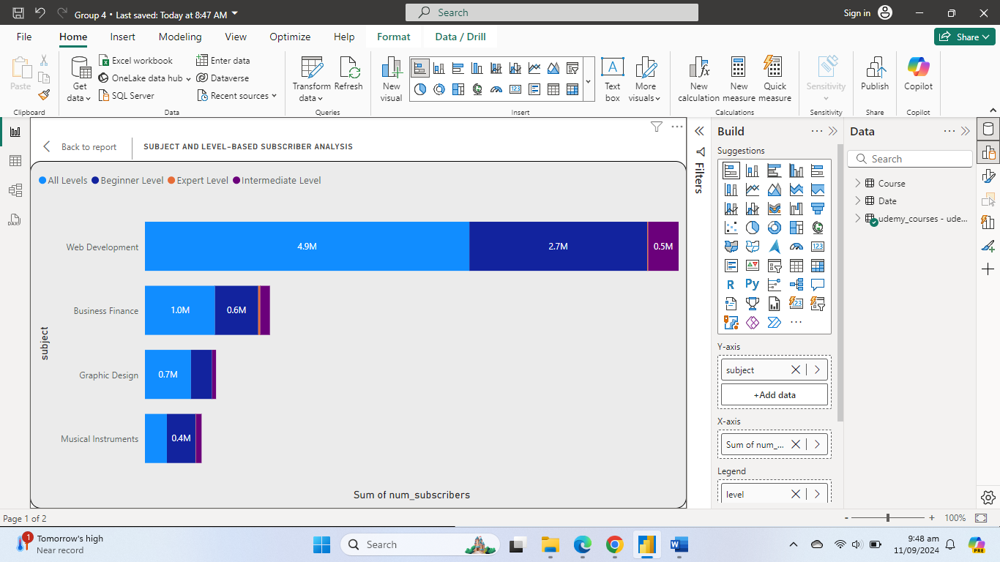 Group 4 • Last saved: Today at 8:47 AM
Search
Sign in
File
Home
Insert
Modeling
View
Optimize
Help
Format
Data / Drill
Share
Paste
Clipboard
Get data
Excel workbook
OneLake data hub
SQL Server
Enter data
Dataverse
Recent sources
Data
Transform data
Refresh
Queries
New visual
Text box
More visuals
Insert
New calculation
New measure
Quick measure
Calculations
Sensitivity
Sensitivity
Publish
Share
Copilot
Copilot
Back to report
SUBJECT AND LEVEL-BASED SUBSCRIBER ANALYSIS
All Levels
Beginner Level
Expert Level
Intermediate Level
subject
Web Development
4.9M
2.7M
0.5M
Business Finance
1.0M
0.6M
Graphic Design
0.7M
Musical Instruments
0.4M
Sum of num_subscribers
Filters
Build
Suggestions
123
R
Py
123
Y-axis
subject
+Add data
X-axis
Sum of num_...
Legend
level
Data
Search
Course
Date
udemy_courses - ude...
DAX
Page 1 of 2
-
+
100%
1
Tomorrow's high
Near record
Search
W
9:48 am
11/09/2024
PRE